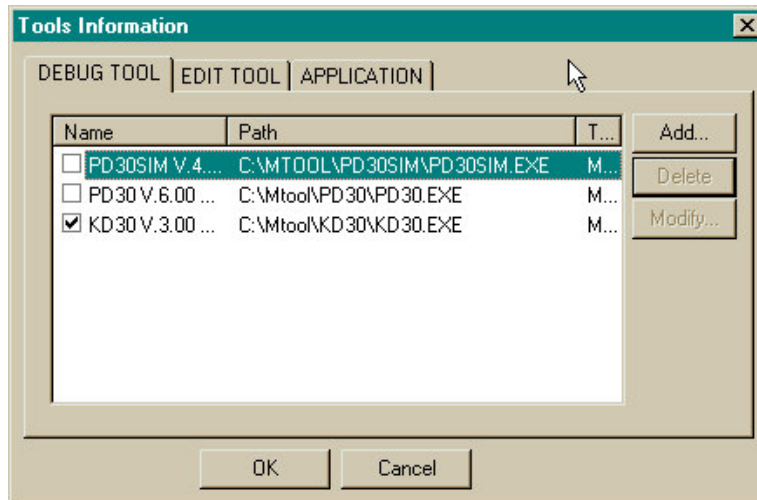 Tools Information
DEBUG TOOL EDIT TOOL APPLICATION
Name Path T... Add...
PD30SIM V.4.... C:\MTOOL\PD30SIM\PD30SIM.EXE M... Delete
PD30 V.6.00 ... C:\Mtool\PD30\PD30.EXE M...
KD30 V.3.00 ... C:\Mtool\KD30\KD30.EXE M... Modify...
OK Cancel